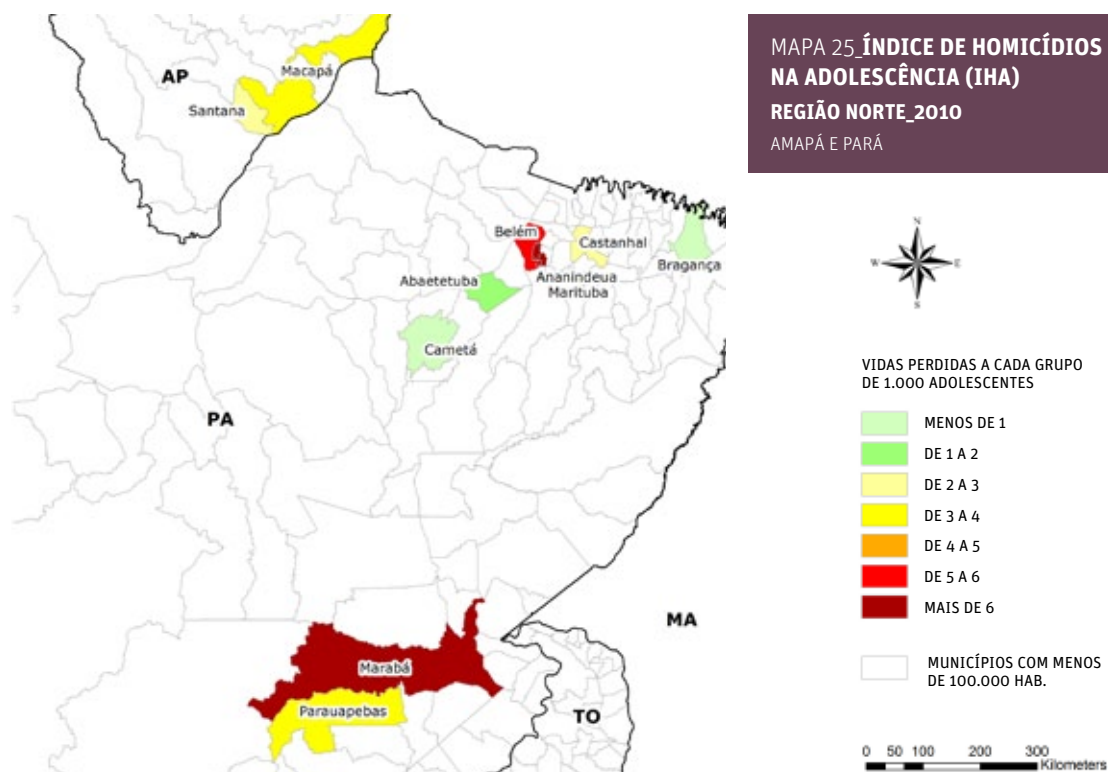 MAPA 25_ÍNDICE DE HOMICÍDIOS
NA ADOLESCÊNCIA (IHA)
REGIÃO NORTE_2010
AMAPÁ E PARÁ
AP
Macapá
Santana
Belém
Castanhal
Bragança
Ananindeua
Marituba
Abaetetuba
Cametá
PA
Marabá
Parauapebas
MA
TO
N
W
E
S
VIDAS PERDIDAS A CADA GRUPO
DE 1.000 ADOLESCENTES
MENOS DE 1
DE 1 A 2
DE 2 A 3
DE 3 A 4
DE 4 A 5
DE 5 A 6
MAIS DE 6
MUNICÍPIOS COM MENOS
DE 100.000 HAB.
0 50 100 200 300
Kilometers